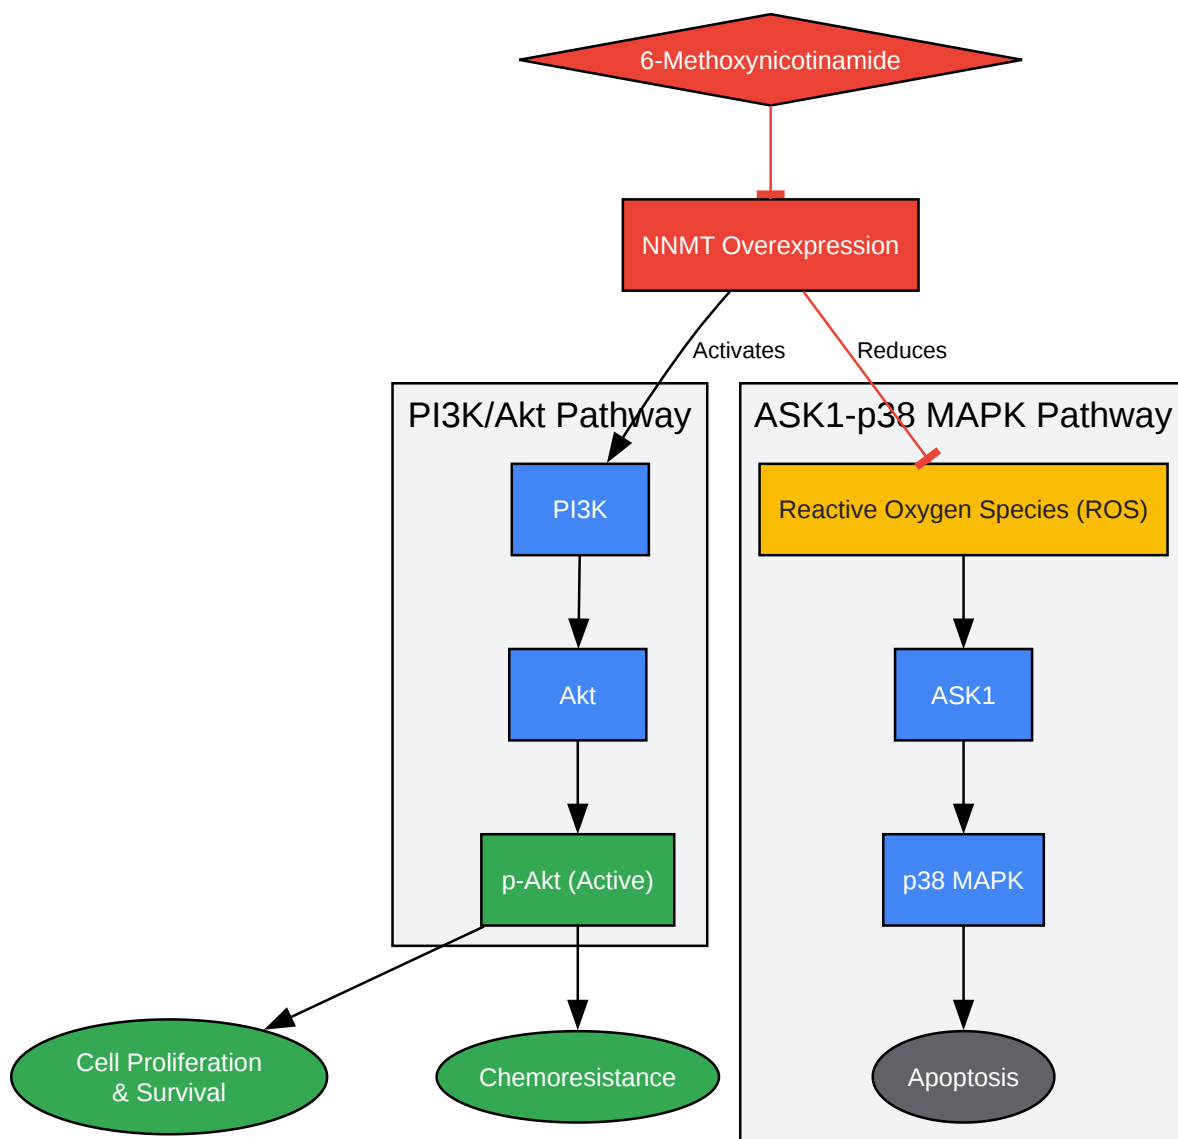 6-Methoxynicotinamide
NNMT Overexpression
Activates
Reduces
PI3K/Akt Pathway
ASK1-p38 MAPK Pathway
PI3K
Reactive Oxygen Species (ROS)
Akt
ASK1
p-Akt (Active)
p38 MAPK
Cell Proliferation
& Survival
Chemoresistance
Apoptosis